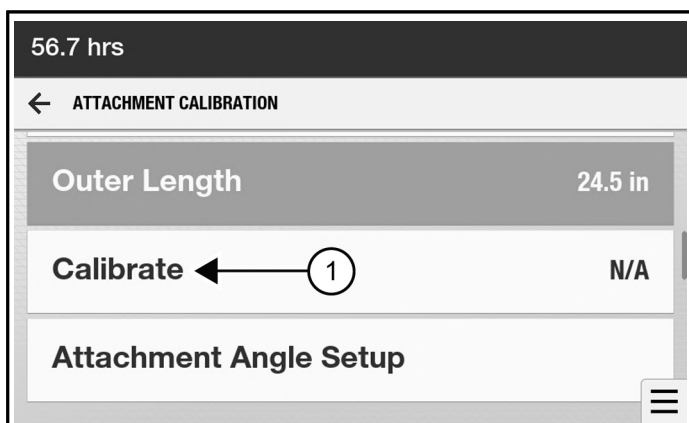 56.7 hrs
ATTACHMENT CALIBRATION
Outer Length 24.5 in
Calibrate 1 N/A
Attachment Angle Setup